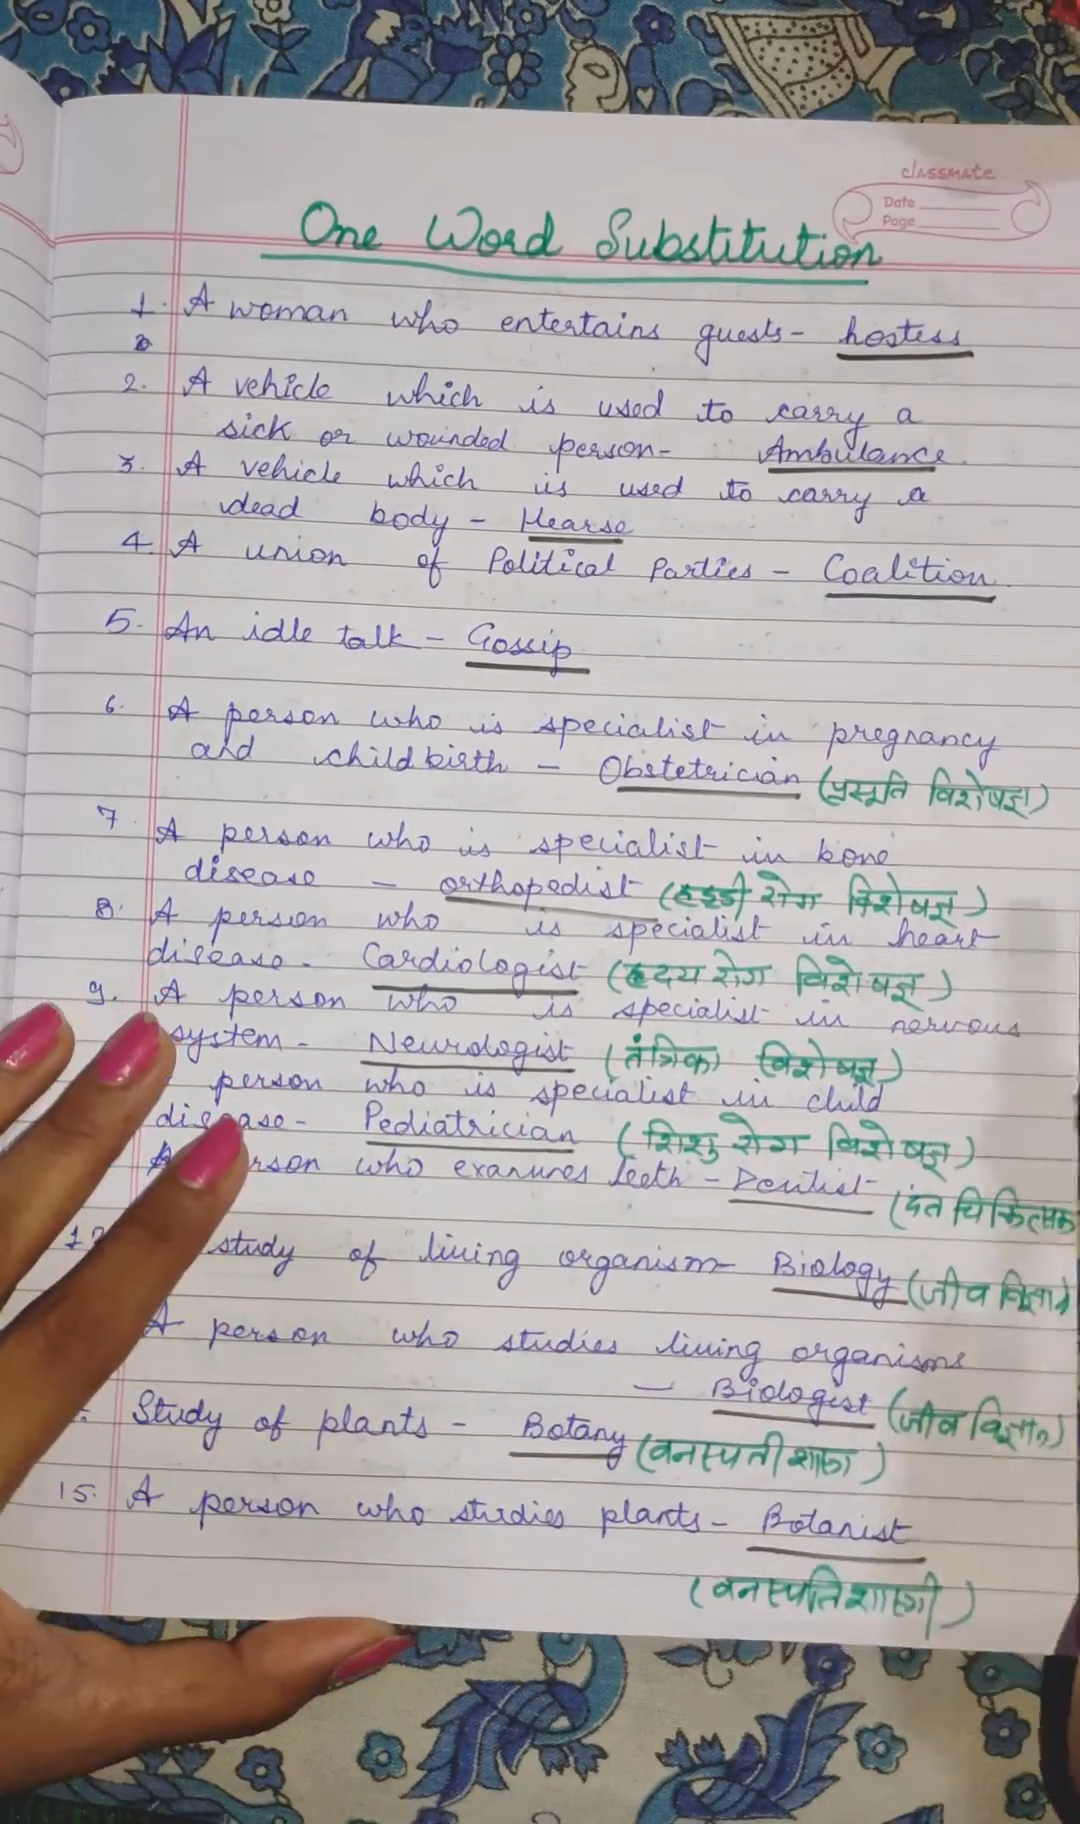 classmate
Date
Page
One Word Substitution
1. A woman who entertains guests- hostess
2. A vehicle which is used to carry a
sick or wounded person- Ambulance.
3. A vehicle which is used to carry a
dead body - Hearse
4. A union of Political Parties - Coalition.
5. An idle talk - Gossip
6. A person who is specialist in pregnancy
and childbirth - Obstetrician (प्रसूति विशेषज्ञ)
7 A person who is specialist in bone
disease - orthopedist (हड्डी रोग विशेषज्ञ)
8. A person who is specialist in heart
disease- Cardiologist (हृदय रोग विशेषज्ञ)
9. A person who is specialist in nervous
system- Neurologist (तंत्रिका विशेषज्ञ)
person who is specialist in child
disease- Pediatrician (शिशु रोग विशेषज्ञ)
A person who examines teeth - Dentist (दंत चिकित्सक
12 study of living organism- Biology (जीव विज्ञान)
A person who studies living organisms
- Biologist (जीव विज्ञान)
Study of plants - Botany (वनस्पती शास्त्र)
15. A person who studies plants- Botanist
(वनस्पति शास्त्री)